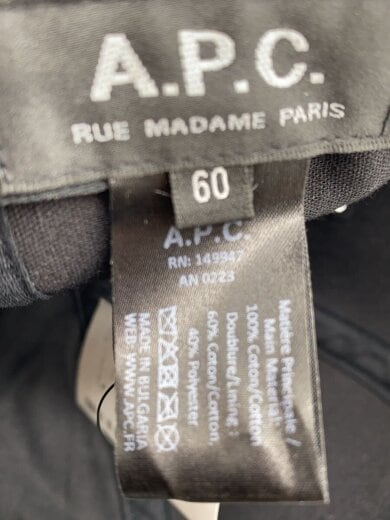 A.P.C.
RUE MADAME PARIS
60
A.P.C.
RN: 149947
AN 0223
Matière Principale /
Main Material:
100% Coton/Cotton
Doublure/Lining :
60% Coton/Cotton,
40% Polyester
MADE IN BULGARIA
WEB: WWW.APC.FR